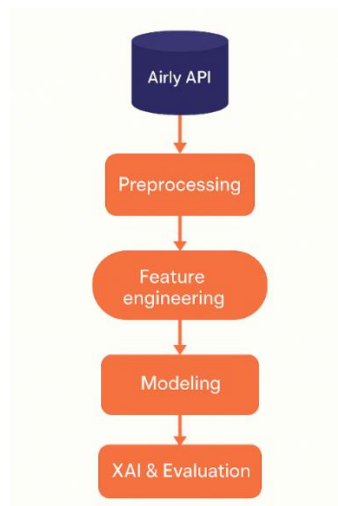 Airly API
Preprocessing
Feature
engineering
Modeling
XAI & Evaluation